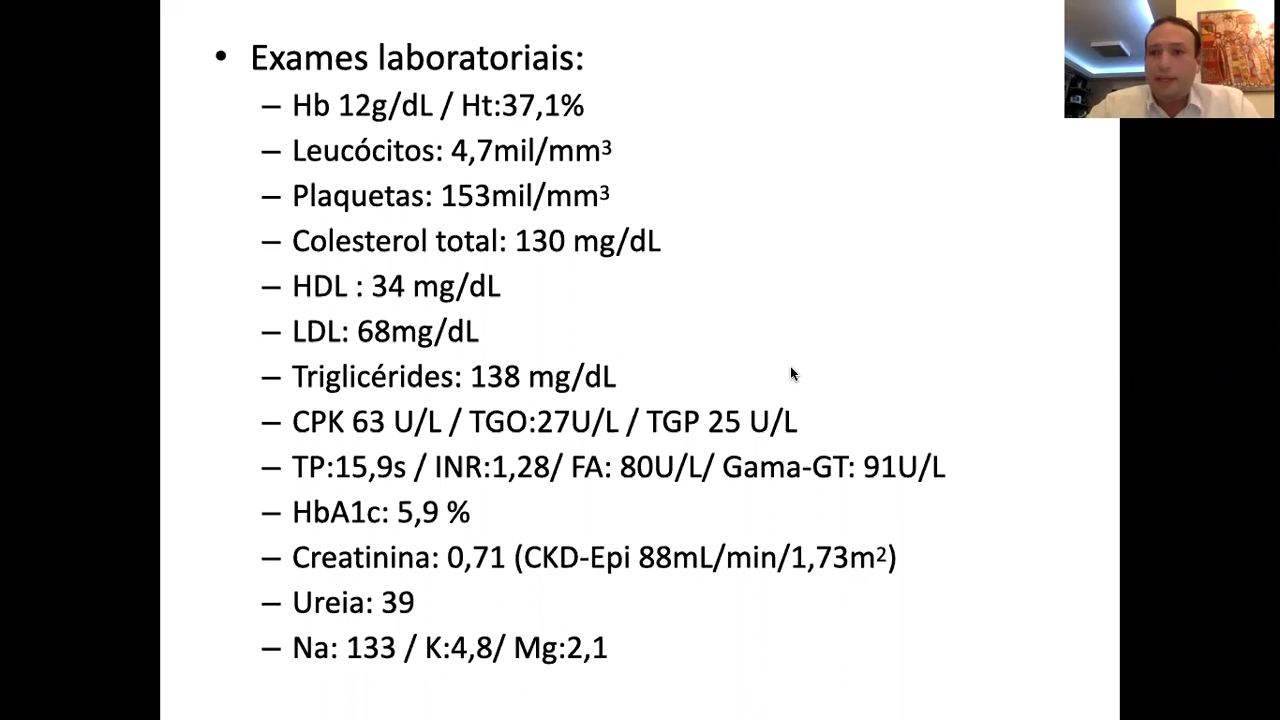 • Exames laboratoriais:
– Hb 12g/dL / Ht:37,1%
– Leucócitos: 4,7mil/mm³
– Plaquetas: 153mil/mm³
– Colesterol total: 130 mg/dL
– HDL : 34 mg/dL
– LDL: 68mg/dL
– Triglicérides: 138 mg/dL
– CPK 63 U/L / TGO:27U/L / TGP 25 U/L
– TP:15,9s / INR:1,28/ FA: 80U/L/ Gama-GT: 91U/L
– HbA1c: 5,9 %
– Creatinina: 0,71 (CKD-Epi 88mL/min/1,73m²)
– Ureia: 39
– Na: 133 / K:4,8/ Mg:2,1